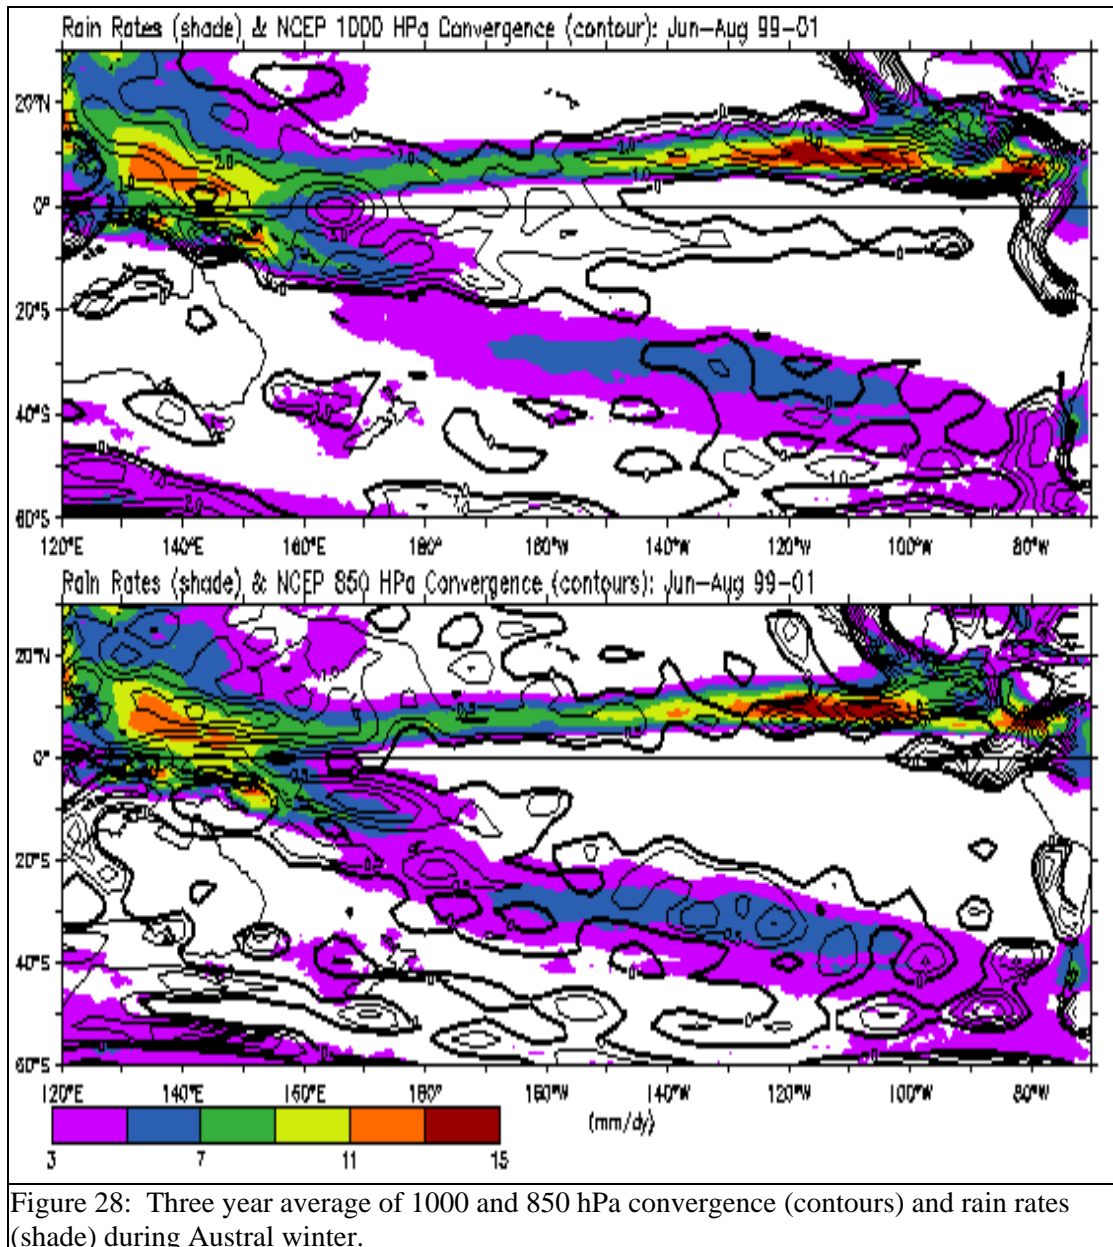 Rain Rates (shade) & NCEP 1000 HPa Convergence (contour): Jun-Aug 99-01
20°N
0°
20°S
40°S
60°S
120°E 140°E 160°E 180° 160°W 140°W 120°W 100°W 80°W
Rain Rates (shade) & NCEP 850 HPa Convergence (contours): Jun-Aug 99-01
20°N
0°
20°S
40°S
60°S
120°E 140°E 160°E 180° 160°W 140°W 120°W 100°W 80°W
(mm/dy)
3 7 11 15
Figure 28: Three year average of 1000 and 850 hPa convergence (contours) and rain rates
(shade) during Austral winter.